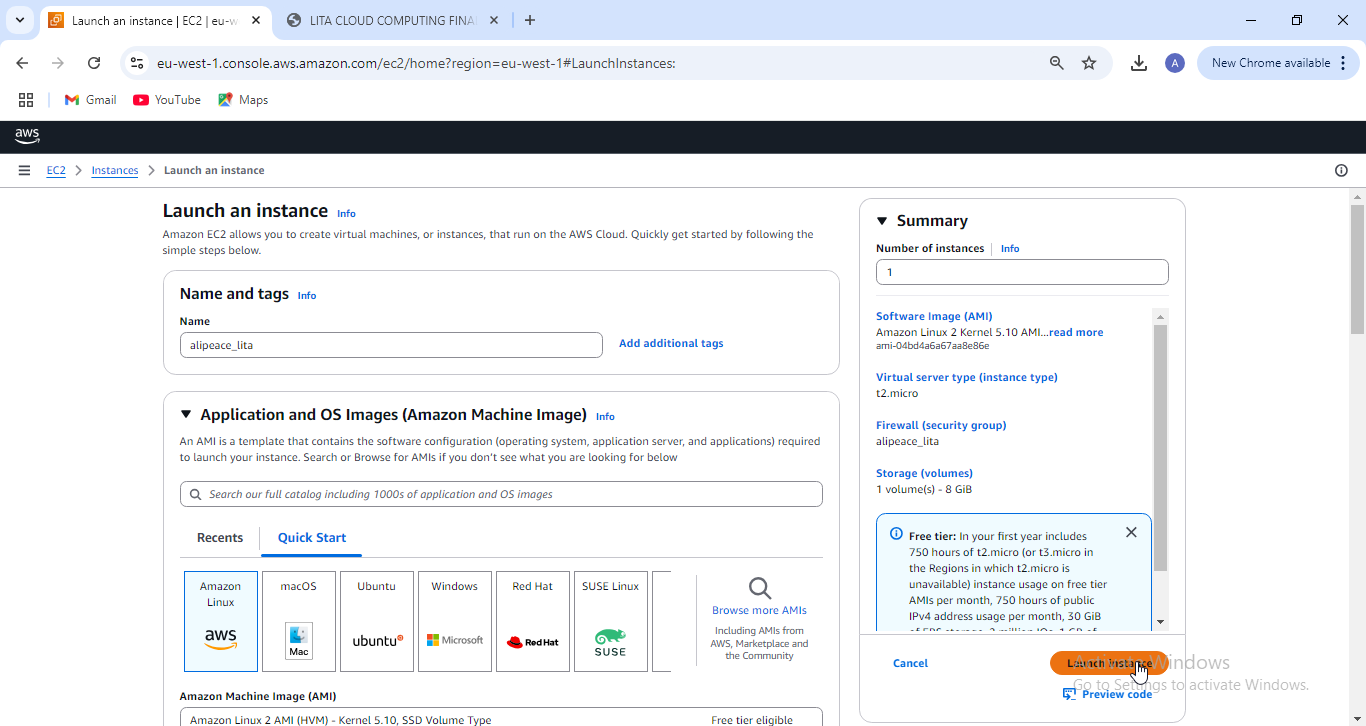 Launch an instance | EC2 | eu-w
LITA CLOUD COMPUTING FINA
eu-west-1.console.aws.amazon.com/ec2/home?region=eu-west-1#LaunchInstances:
A
New Chrome available
Gmail
YouTube
Maps
aws
EC2 > Instances > Launch an instance
Launch an instance Info
Amazon EC2 allows you to create virtual machines, or instances, that run on the AWS Cloud. Quickly get started by following the
simple steps below.
Name and tags Info
Name
alipeace_lita
Add additional tags
Application and OS Images (Amazon Machine Image) Info
An AMI is a template that contains the software configuration (operating system, application server, and applications) required
to launch your instance. Search or Browse for AMIs if you don't see what you are looking for below
Search our full catalog including 1000s of application and OS images
Recents
Quick Start
Amazon
Linux
aws
macOS
Mac
Ubuntu
ubuntu
Windows
Microsoft
Red Hat
Red Hat
SUSE Linux
SUSE
Browse more AMIs
Including AMIs from
AWS, Marketplace and
the Community
Amazon Machine Image (AMI)
Amazon Linux 2 AMI (HVM) - Kernel 5.10, SSD Volume Type
Free tier eligible
Summary
Number of instances Info
1
Software Image (AMI)
Amazon Linux 2 Kernel 5.10 AMI...read more
ami-04bd4a6a67aa8e86e
Virtual server type (instance type)
t2.micro
Firewall (security group)
alipeace_lita
Storage (volumes)
1 volume(s) - 8 GiB
Free tier: In your first year includes
750 hours of t2.micro (or t3.micro in
the Regions in which t2.micro is
unavailable) instance usage on free tier
AMIs per month, 750 hours of public
IPv4 address usage per month, 30 GiB
Cancel
Launch instance
Preview code
Activate Windows
Go to Settings to activate Windows.